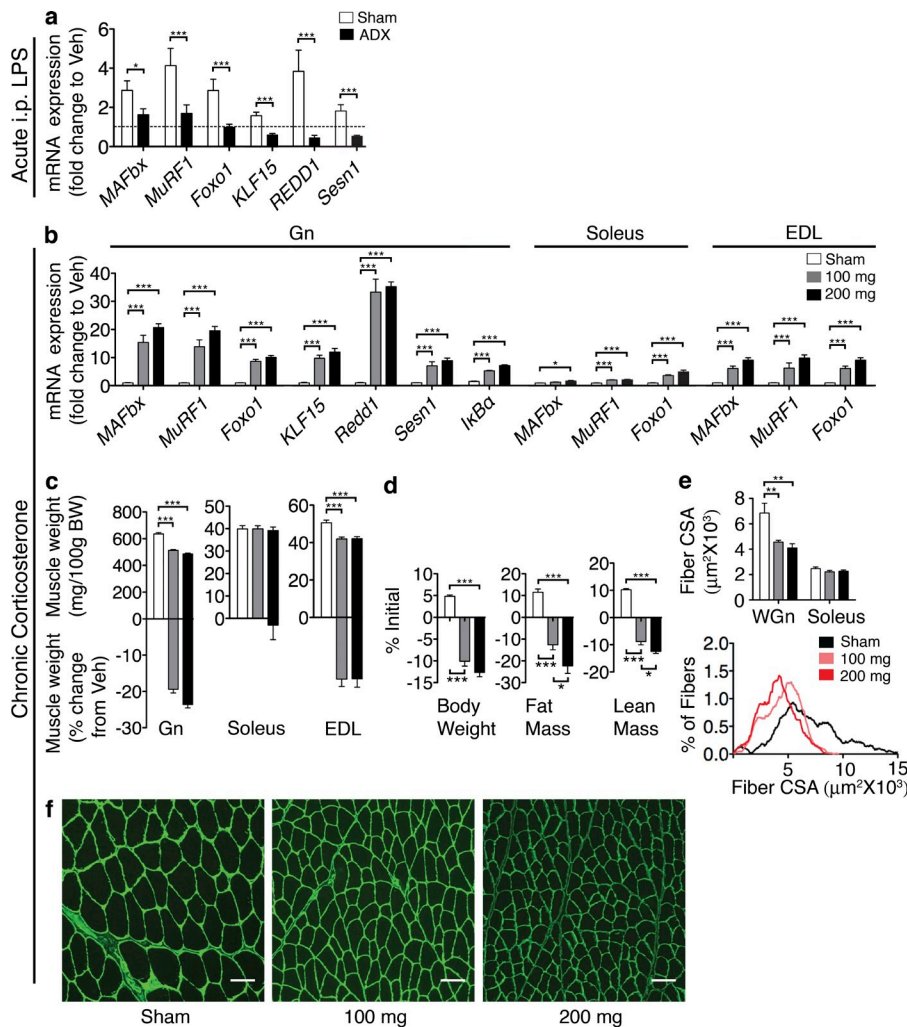 a
Sham
ADX
Acute i.p. LPS
mRNA expression
(fold change to Veh)
6
4
2
0
* *** *** *** *** ***
MAFbx MuRF1 Foxo1 KLF15 REDD1 Sesn1
b
Gn Soleus EDL
Sham
100 mg
200 mg
mRNA expression
(fold change to Veh)
40
30
20
10
0
*** *** *** *** *** *** *** * *** *** *** *** ***
*** *** *** *** *** *** *** *** *** *** *** ***
MAFbx MuRF1 Foxo1 KLF15 Redd1 Sesn1 IκBα MAFbx MuRF1 Foxo1 MAFbx MuRF1 Foxo1
Chronic Corticosterone
c
Muscle weight
(mg/100g BW)
800
600
400
200
0
*** ***
40
30
20
10
0
60
40
20
0
*** ***
Muscle weight
(% change
from Veh)
-10
-20
-30
Gn Soleus EDL
d
% Initial
10
5
0
-5
-10
-15
*** ***
Body
Weight
20
10
0
-10
-20
-30
*** *** *
Fat
Mass
20
10
0
-10
-20
*** *** *
Lean
Mass
e
Fiber CSA
(μm²X10³)
8
6
4
2
0
** **
WGn Soleus
Sham
100 mg
200 mg
% of Fibers
2.0
1.5
1.0
0.5
0.0
5 10 15
Fiber CSA (μm²X10³)
f
Sham 100 mg 200 mg